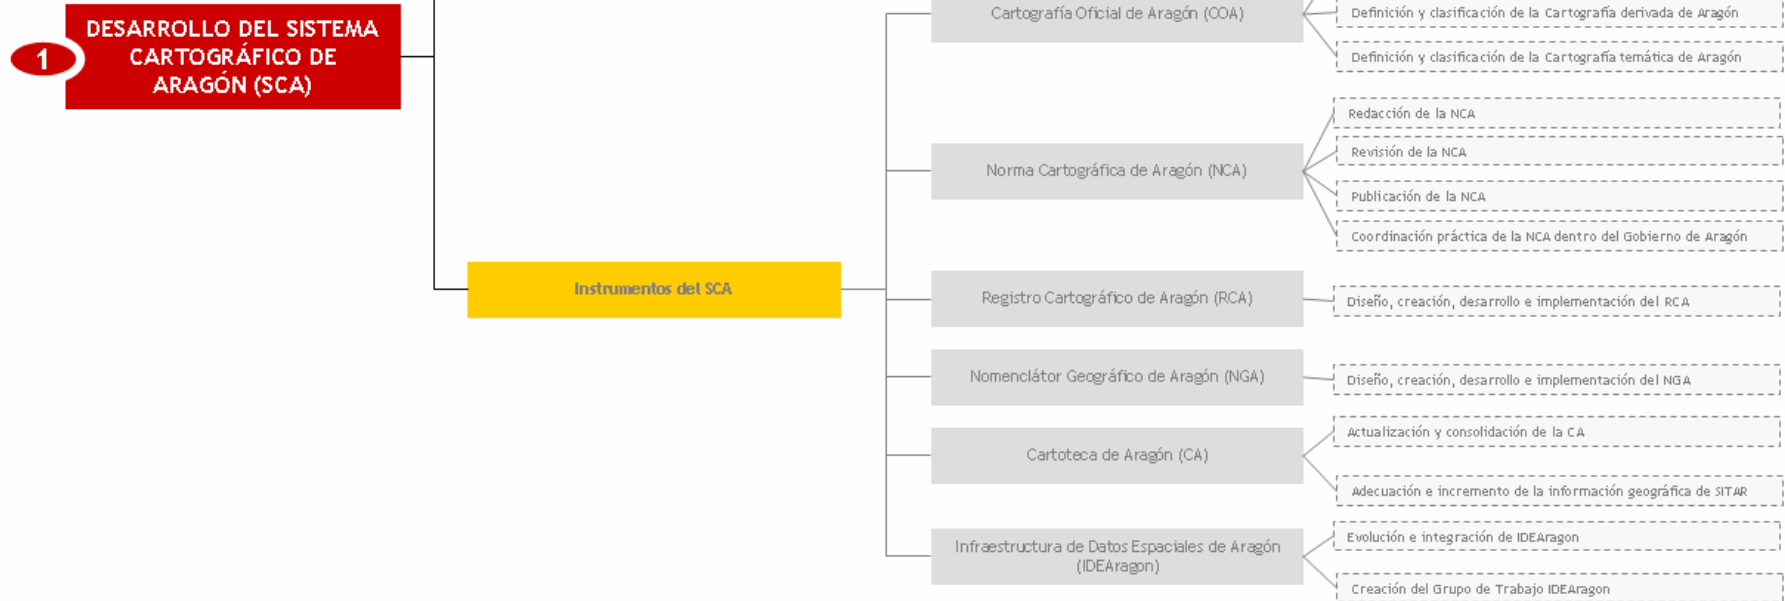 1
DESARROLLO DEL SISTEMA
CARTOGRÁFICO DE
ARAGÓN (SCA)
Instrumentos del SCA
Cartografía Oficial de Aragón (COA)
Definición y clasificación de la Cartografía derivada de Aragón
Definición y clasificación de la Cartografía temática de Aragón
Norma Cartográfica de Aragón (NCA)
Redacción de la NCA
Revisión de la NCA
Publicación de la NCA
Coordinación práctica de la NCA dentro del Gobierno de Aragón
Registro Cartográfico de Aragón (RCA)
Diseño, creación, desarrollo e implementación del RCA
Nomenclátor Geográfico de Aragón (NGA)
Diseño, creación, desarrollo e implementación del NGA
Cartoteca de Aragón (CA)
Actualización y consolidación de la CA
Adecuación e incremento de la información geográfica de SITAR
Infraestructura de Datos Espaciales de Aragón
(IDEAragon)
Evolución e integración de IDEAragon
Creación del Grupo de Trabajo IDEAragon